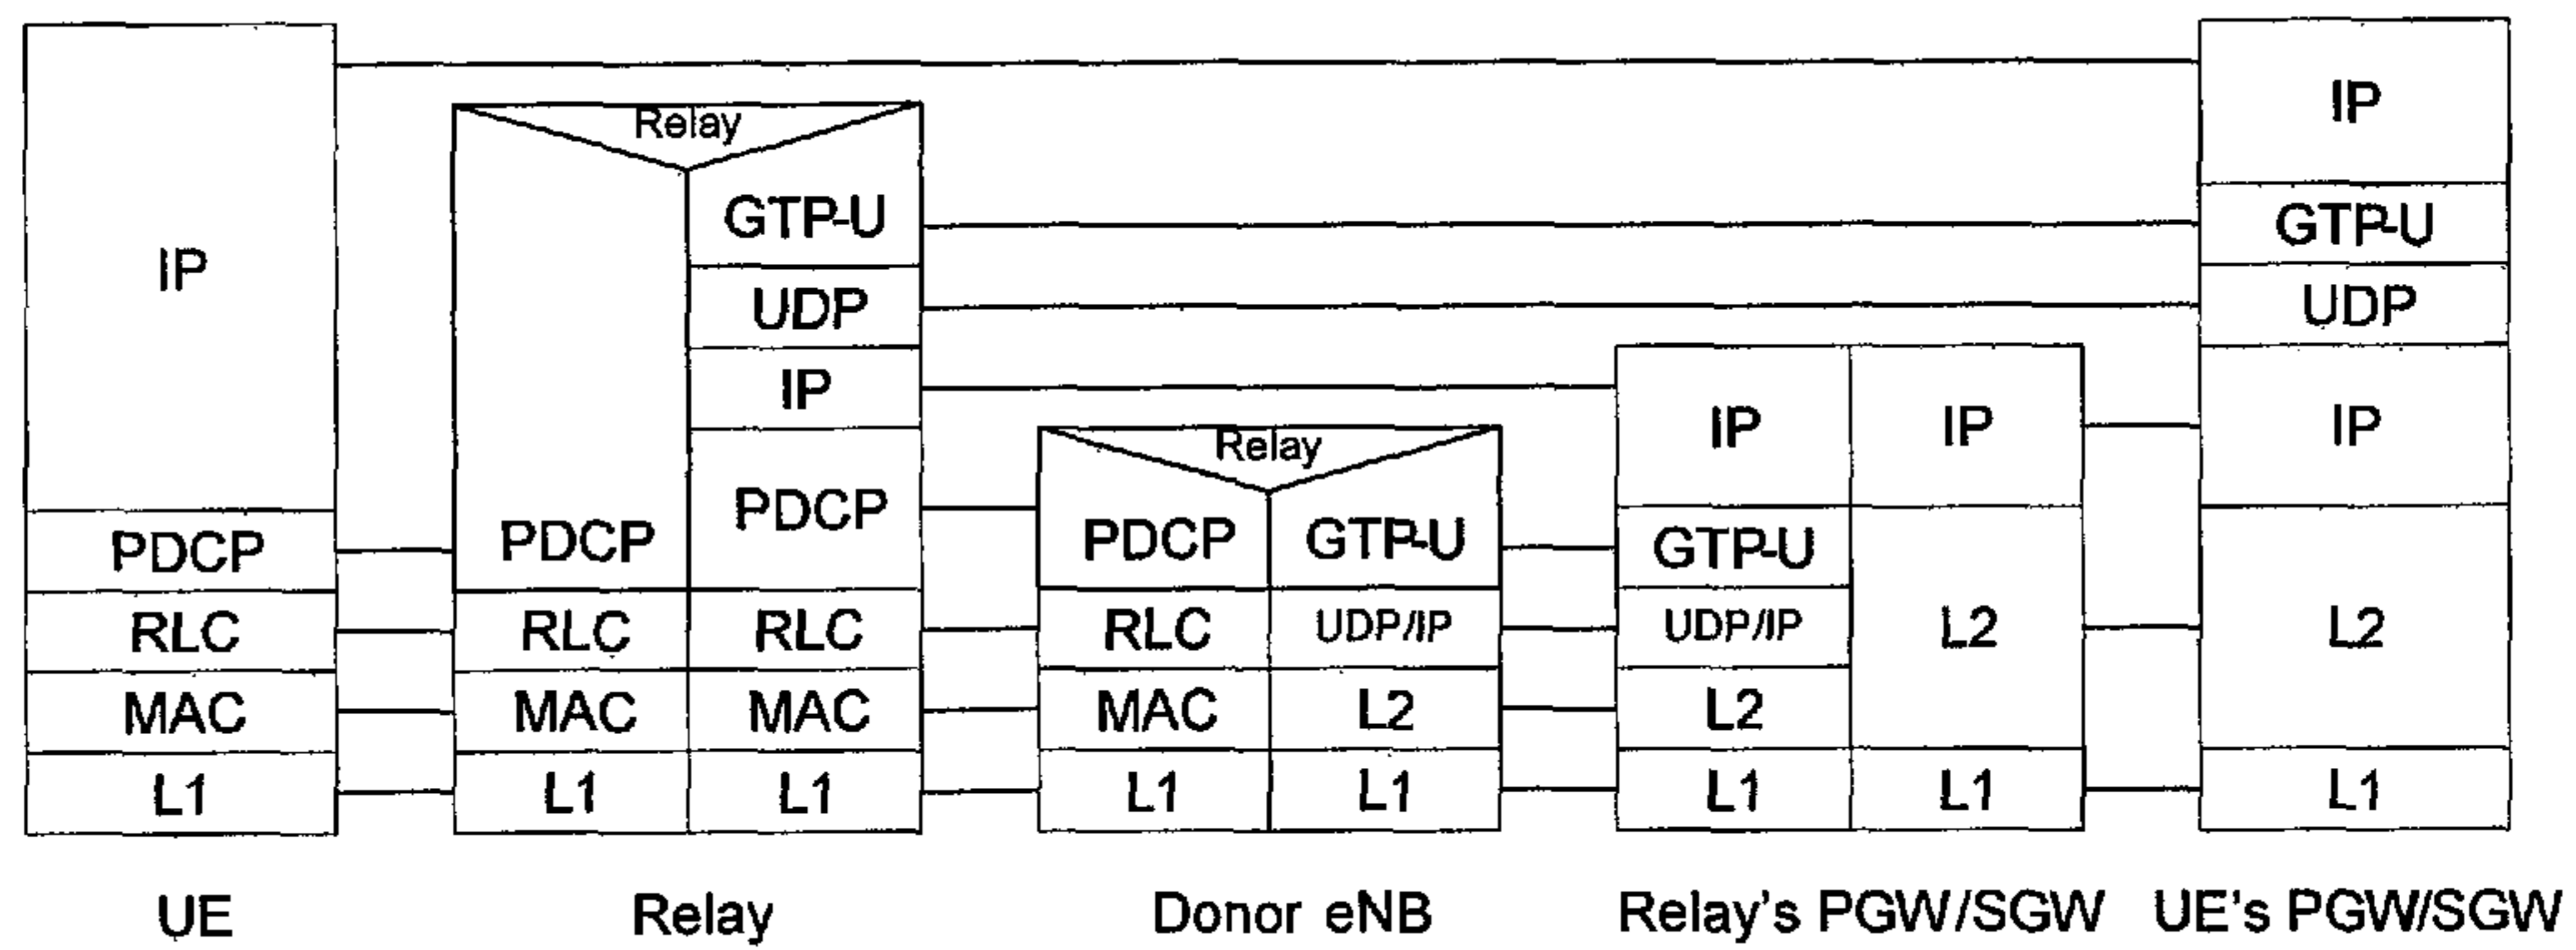 IP
PDCP
RLC
MAC
L1
UE
Relay
PDCP
RLC
MAC
L1
GTP-U
UDP
IP
PDCP
RLC
MAC
L1
Relay
Relay
PDCP
RLC
MAC
L1
GTP-U
UDP/IP
L2
L1
Donor eNB
IP
GTP-U
UDP/IP
L2
L1
IP
L2
L1
Relay's PGW/SGW
IP
GTP-U
UDP
IP
L2
L1
UE's PGW/SGW